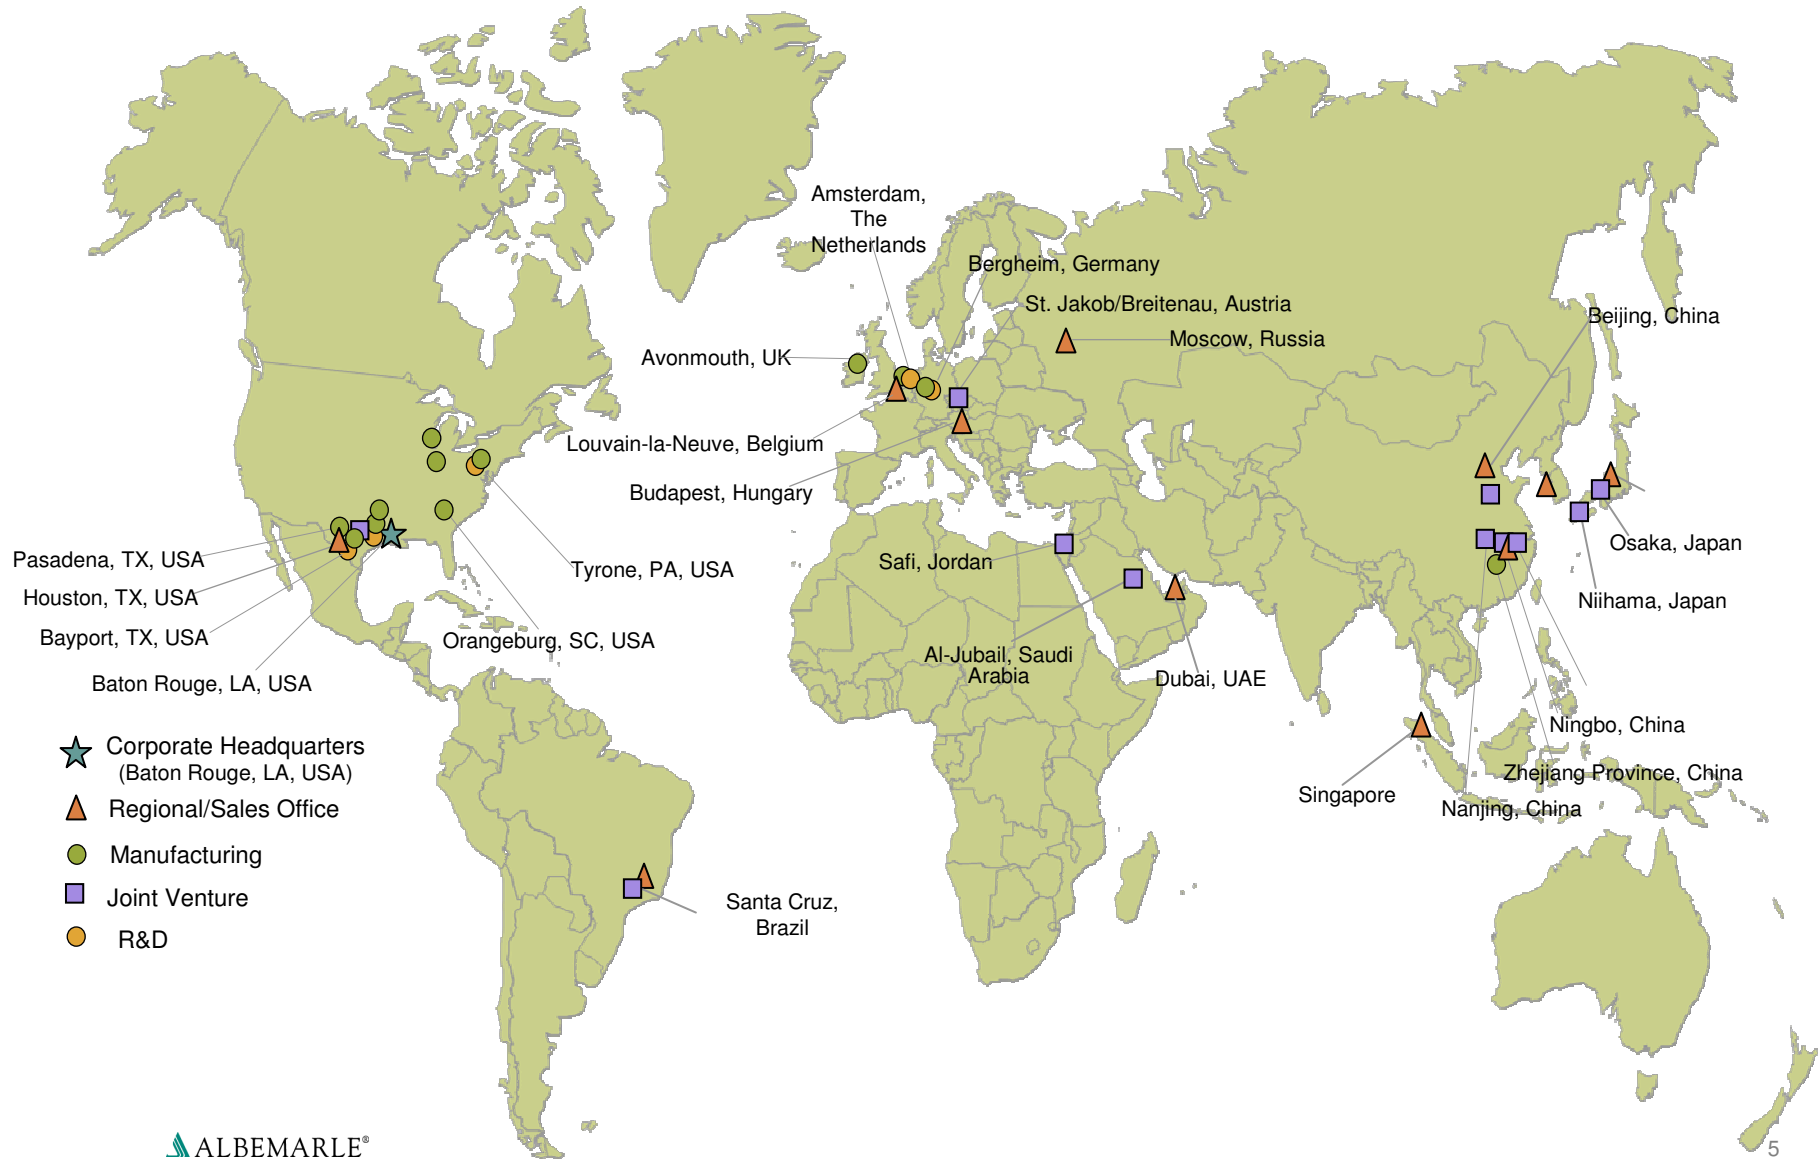 Amsterdam,
The
Netherlands
Bergheim, Germany
St. Jakob/Breitenau, Austria
Beijing, China
Moscow, Russia
Avonmouth, UK
Louvain-la-Neuve, Belgium
Budapest, Hungary
Pasadena, TX, USA
Houston, TX, USA
Bayport, TX, USA
Baton Rouge, LA, USA
Tyrone, PA, USA
Orangeburg, SC, USA
Safi, Jordan
Al-Jubail, Saudi
Arabia
Dubai, UAE
Osaka, Japan
Niihama, Japan
Ningbo, China
Zhejiang Province, China
Nanjing, China
Singapore
Corporate Headquarters
(Baton Rouge, LA, USA)
Regional/Sales Office
Manufacturing
Joint Venture
R&D
Santa Cruz,
Brazil
ALBEMARLE®
5